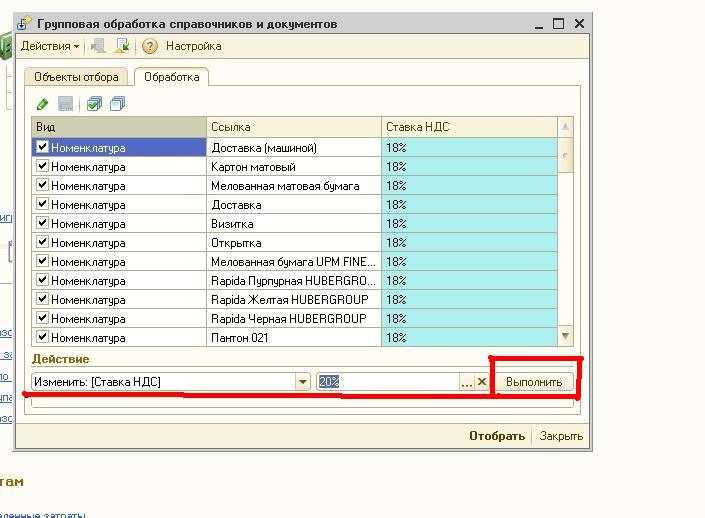 Групповая обработка справочников и документов
Действия Настройка
Объекты отбора Обработка
Вид Ссылка Ставка НДС
Номенклатура Доставка (машиной) 18%
Номенклатура Картон матовый 18%
Номенклатура Мелованная матовая бумага 18%
Номенклатура Доставка 18%
Номенклатура Визитка 18%
Номенклатура Открытка 18%
Номенклатура Мелованная бумага UPM FINE... 18%
Номенклатура Rapida Пурпурная HUBERGRO... 18%
Номенклатура Rapida Желтая HUBERGROUP 18%
Номенклатура Rapida Черная HUBERGROUP 18%
Номенклатура Пантон 021 18%
Действие
Изменить: [Ставка НДС] 20% ... Выполнить
Отобрать Закрыть
там
затраты